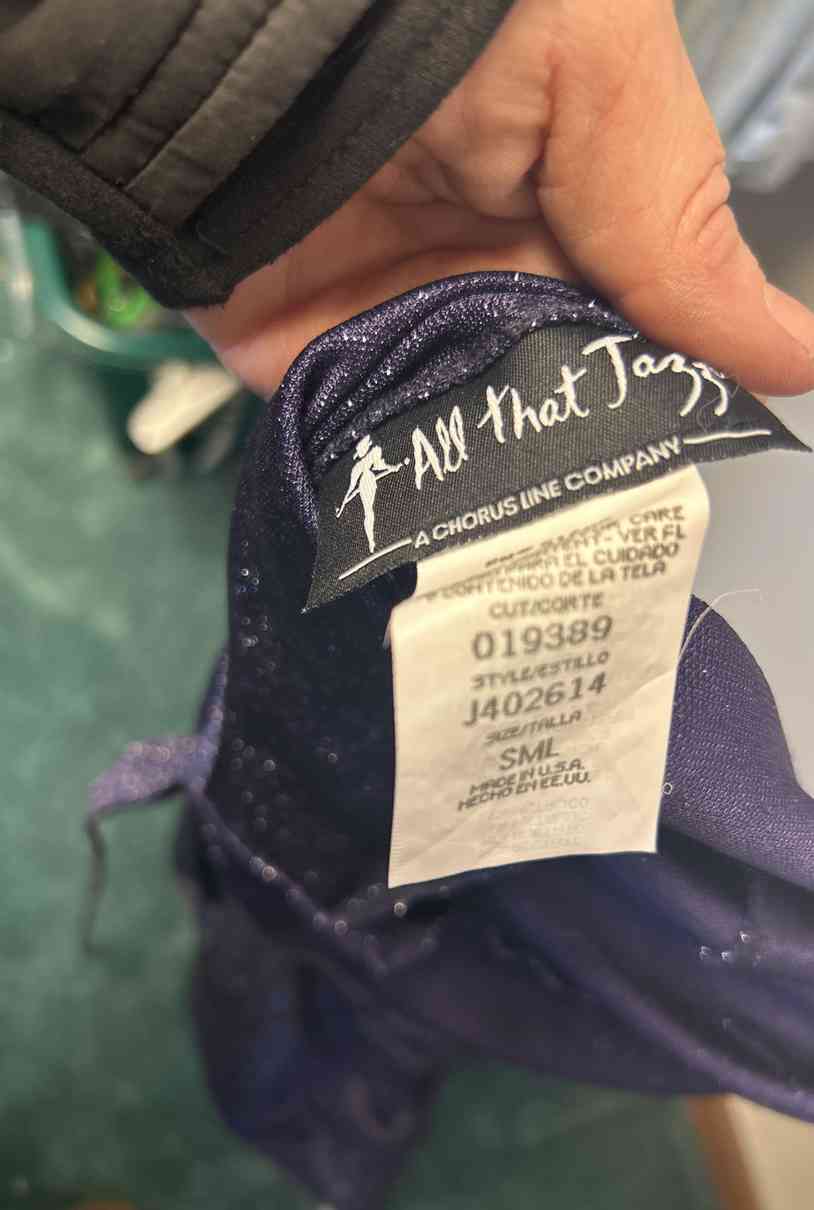 All that Jazz
A CHORUS LINE COMPANY
CARE
VER FL
PARA EL CUIDADO
CONTENIDO DE LA TELA
CUT/CORTE
019389
STYLE/ESTILLO
J402614
SIZE/TALLA
SML
MADE IN U.S.A.
HECHO EN EE.UU.